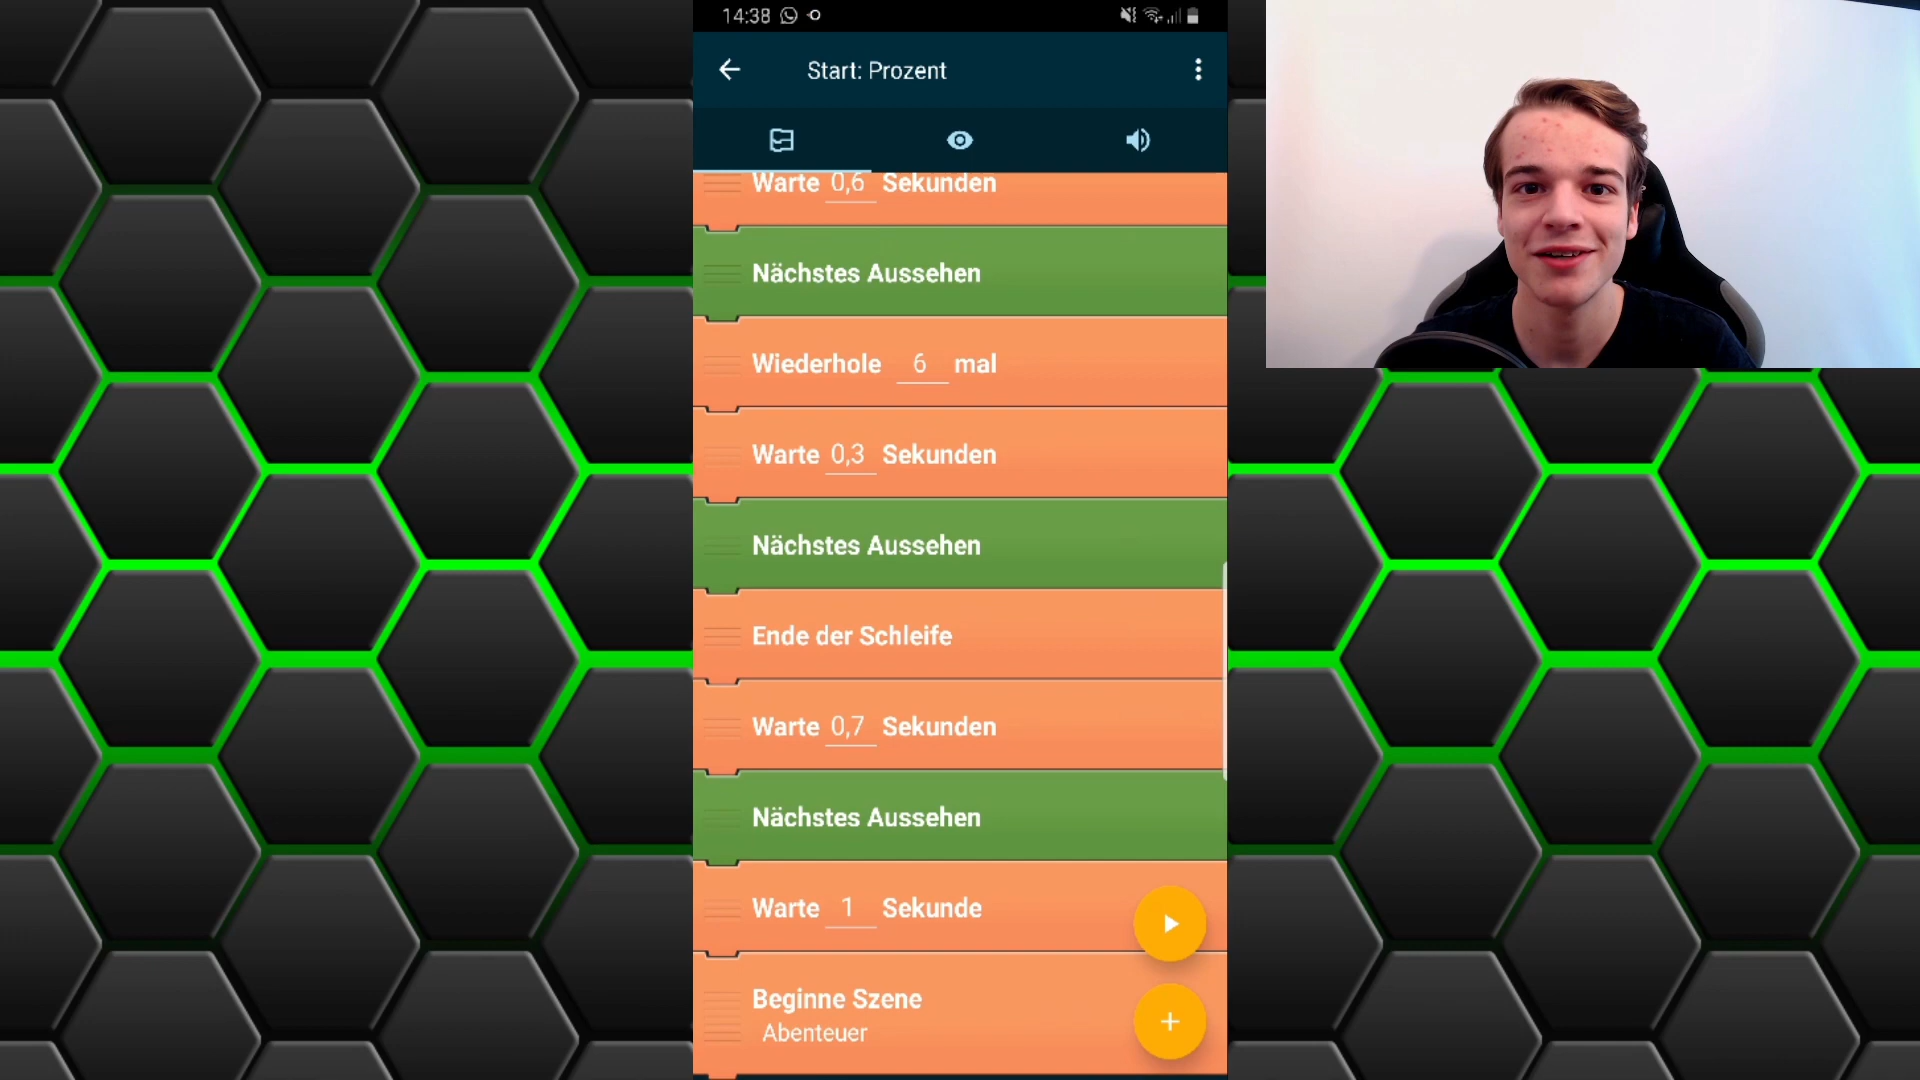 14:38
Start: Prozent
Warte 0,6 Sekunden
Nächstes Aussehen
Wiederhole 6 mal
Warte 0,3 Sekunden
Nächstes Aussehen
Ende der Schleife
Warte 0,7 Sekunden
Nächstes Aussehen
Warte 1 Sekunde
Beginne Szene
Abenteuer